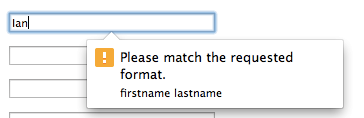 Ian
Please match the requested
format.
firstname lastname